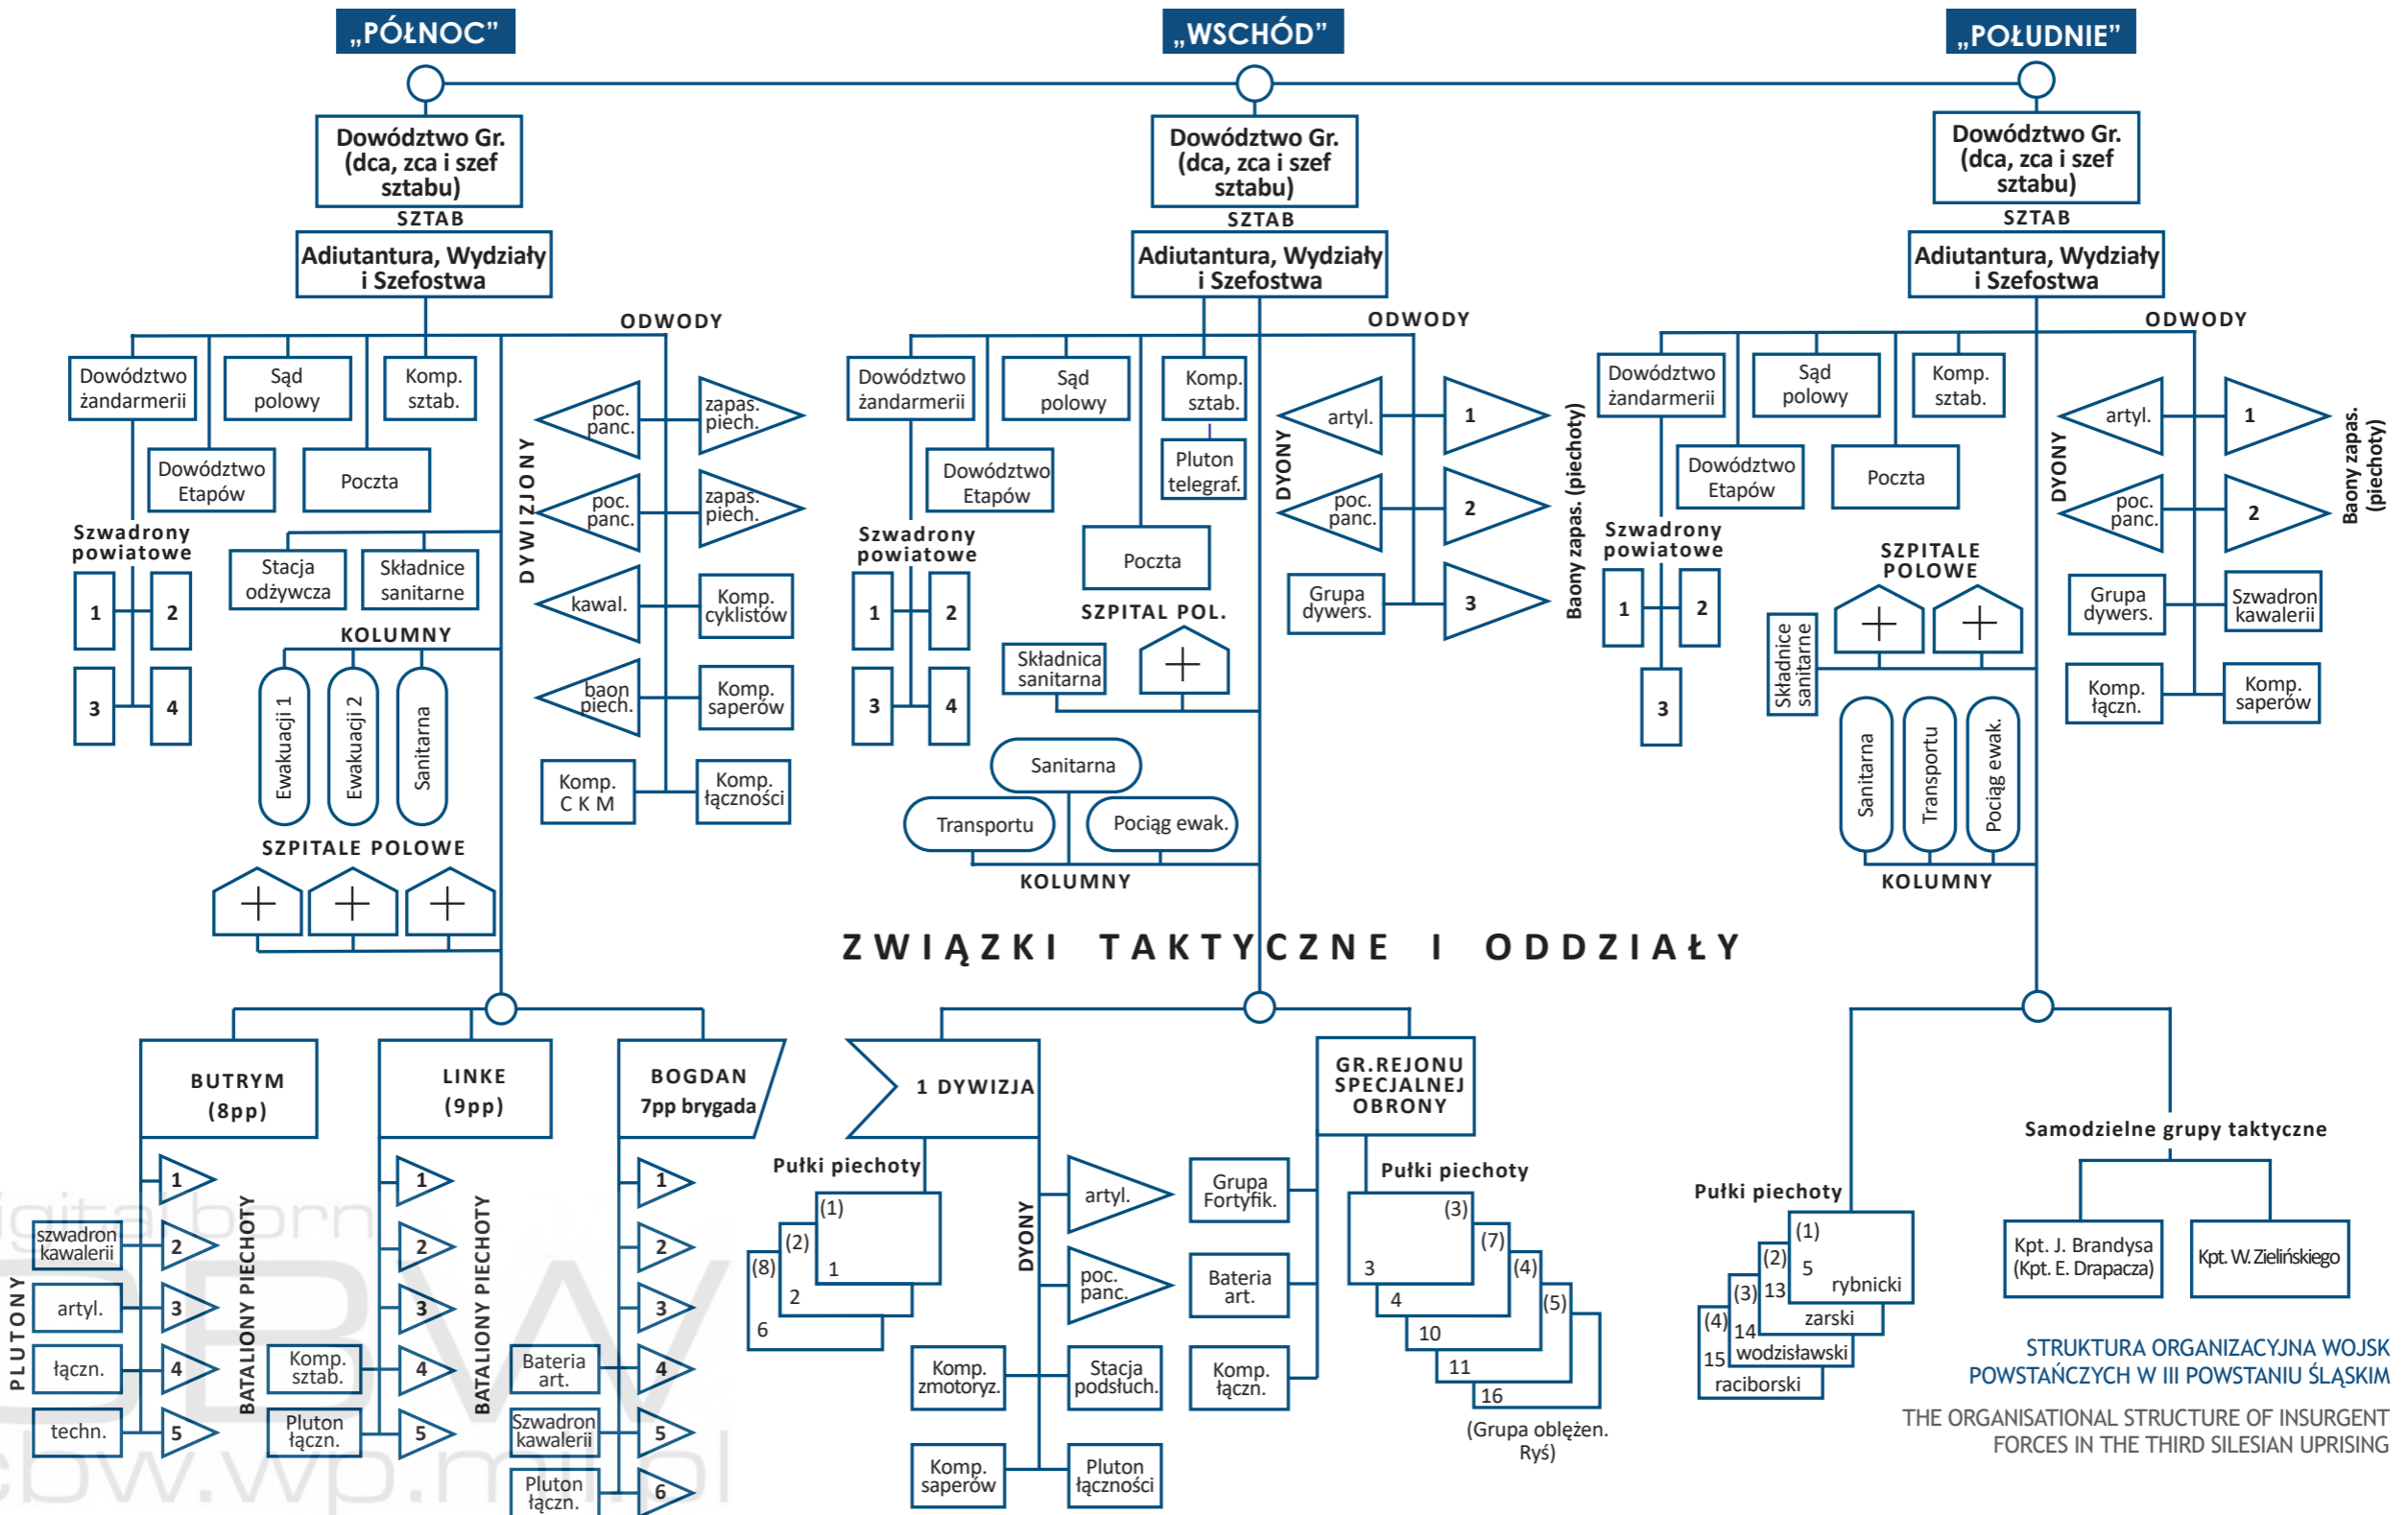 „PÓŁNOC”
„WSCHÓD”
„POŁUDNIE”
Dowództwo Gr.
(dca, zca i szef
sztabu)
SZTAB
Adiutantura, Wydziały
i Szefostwa
ODWODY
Dowództwo
żandarmerii
Sąd
polowy
Komp.
sztab.
Dowództwo
Etapów
Poczta
Szwadrony
powiatowe
1
2
3
4
Stacja
odżywcza
Składnice
sanitarne
KOLUMNY
Ewakuacji 1
Ewakuacji 2
Sanitarna
SZPITALE POLOWE
DYWIZJONY
poc.
panc.
zapas.
piech.
poc.
panc.
zapas.
piech.
kawal.
Komp.
cyklistów
baon
piech.
Komp.
saperów
Komp.
C K M
Komp.
łączności
Dowództwo Gr.
(dca, zca i szef
sztabu)
SZTAB
Adiutantura, Wydziały
i Szefostwa
ODWODY
Dowództwo
żandarmerii
Sąd
polowy
Komp.
sztab.
Dowództwo
Etapów
Pluton
telegraf.
Poczta
Szwadrony
powiatowe
1
2
3
4
SZPITAL POL.
Składnica
sanitarna
Sanitarna
Transportu
Pociąg ewak.
KOLUMNY
DYONY
artyl.
1
poc.
panc.
2
Grupa
dywers.
3
Baony zapas. (piechoty)
Dowództwo Gr.
(dca, zca i szef
sztabu)
SZTAB
Adiutantura, Wydziały
i Szefostwa
ODWODY
Dowództwo
żandarmerii
Sąd
polowy
Komp.
sztab.
Dowództwo
Etapów
Poczta
Szwadrony
powiatowe
1
2
3
SZPITALE
POLOWE
Składnice
sanitarne
Sanitarna
Transportu
Pociąg ewak.
KOLUMNY
DYONY
artyl.
1
poc.
panc.
2
Baony zapas.
(piechoty)
Grupa
dywers.
Szwadron
kawalerii
Komp.
łączn.
Komp.
saperów
ZWIĄZKI TAKTYCZNE I ODDZIAŁY
BUTRYM
(8pp)
1
szwadron
kawalerii
2
artyl.
3
łączn.
4
techn.
5
PLUTONY
BATALIONY PIECHOTY
LINKE
(9pp)
1
2
3
Komp.
sztab.
4
Pluton
łączn.
5
BATALIONY PIECHOTY
BOGDAN
7pp brygada
1
2
3
Bateria
art.
4
Szwadron
kawalerii
5
Pluton
łączn.
6
1 DYWIZJA
Pułki piechoty
(1)
1
(2)
2
(8)
6
DYONY
artyl.
poc.
panc.
Komp.
zmotoryz.
Stacja
podsłuch.
Komp.
saperów
Pluton
łączności
GR.REJONU
SPECJALNEJ
OBRONY
Grupa
Fortyfik.
Bateria
art.
Komp.
łączn.
Pułki piechoty
(3)
3
(7)
4
(4)
10
(5)
11
16
(Grupa oblężen.
Ryś)
Pułki piechoty
(1)
5
rybnicki
(2)
13
zarski
(3)
14
wodzisławski
(4)
15
raciborski
Samodzielne grupy taktyczne
Kpt. J. Brandysa
(Kpt. E. Drapacza)
Kpt. W. Zielińskiego
STRUKTURA ORGANIZACYJNA WOJSK
POWSTAŃCZYCH W III POWSTANIU ŚLĄSKIM
THE ORGANISATIONAL STRUCTURE OF INSURGENT
FORCES IN THE THIRD SILESIAN UPRISING
digital born
CBW
cbw.wp.mil.pl